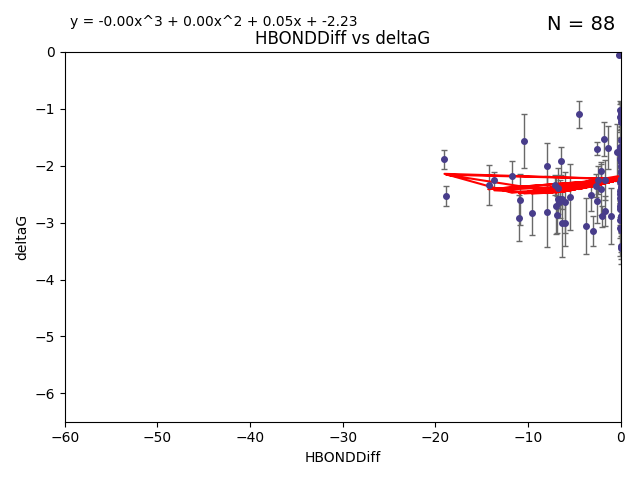 y = -0.00x^3 + 0.00x^2 + 0.05x + -2.23
N = 88
HBONDDiff vs deltaG
0
−1
−2
−3
−4
−5
−6
deltaG
−60 −50 −40 −30 −20 −10 0
HBONDDiff